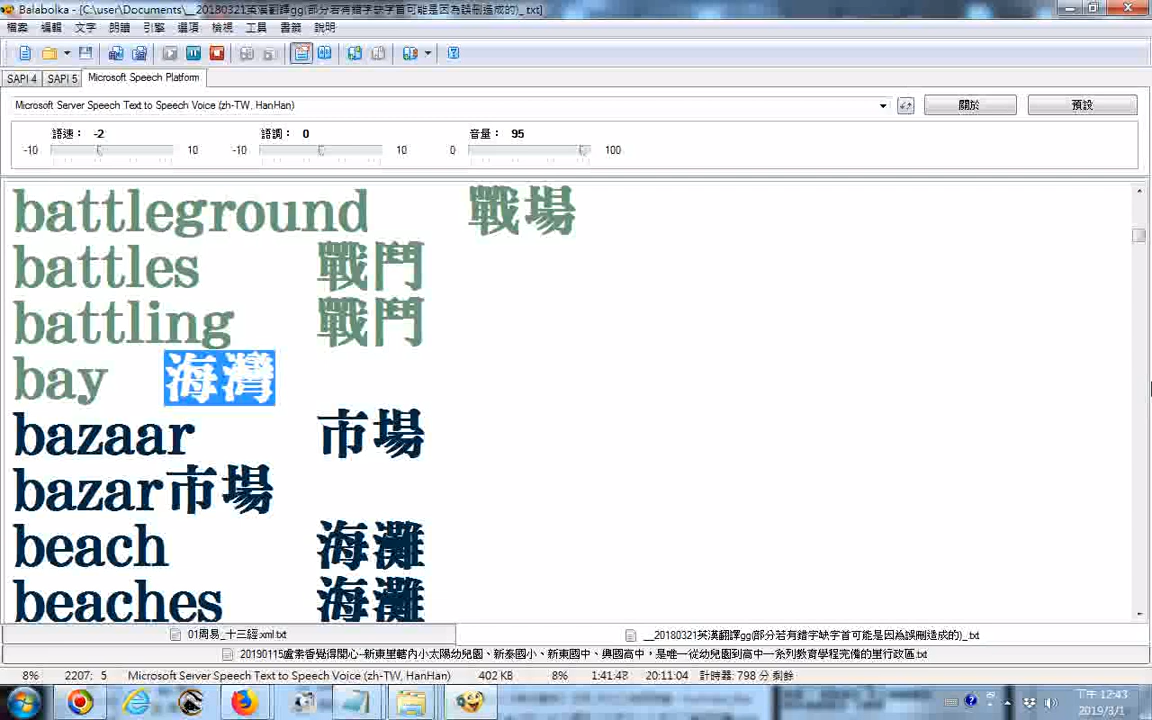 Balabolka - [C:\user\Documents\__20180321英漢翻譯gg(部分若有錯字缺字首可能是因為誤刪造成的)_.txt]
檔案 編輯 文字 朗讀 引擎 選項 檢視 工具 書籤 說明
SAPI 4 SAPI 5 Microsoft Speech Platform
Microsoft Server Speech Text to Speech Voice (zh-TW, HanHan) 關於 預設
語速: -2 語調: 0 音量: 95
-10 10 -10 10 0 100
battleground 戰場
battles 戰鬥
battling 戰鬥
bay 海灣
bazaar 市場
bazar市場
beach 海灘
beaches 海灘
01周易_十三經.xml.txt __20180321英漢翻譯gg(部分若有錯字缺字首可能是因為誤刪造成的)_.txt
20190115盧素香覺得開心-新東里轄內小太陽幼兒園、新泰國小、新東國中、興國高中，是唯一從幼兒園到高中一系列教育學程完備的里行政區.txt
8% 2207: 5 Microsoft Server Speech Text to Speech Voice (zh-TW, HanHan) 402 KB 8% 1:41:48 20:11:04 計時器: 798 分 剩餘
下午 12:43
2019/3/1